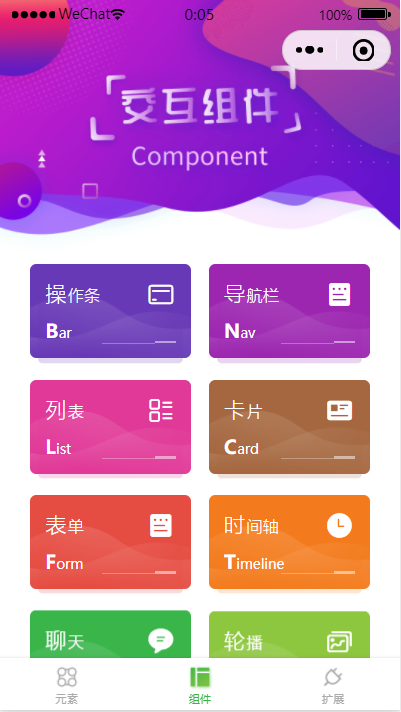 WeChat 0:05 100%
交互组件
Component
操作条 导航栏
Bar Nav
列表 卡片
List Card
表单 时间轴
Form Timeline
聊天 轮播
元素 组件 扩展